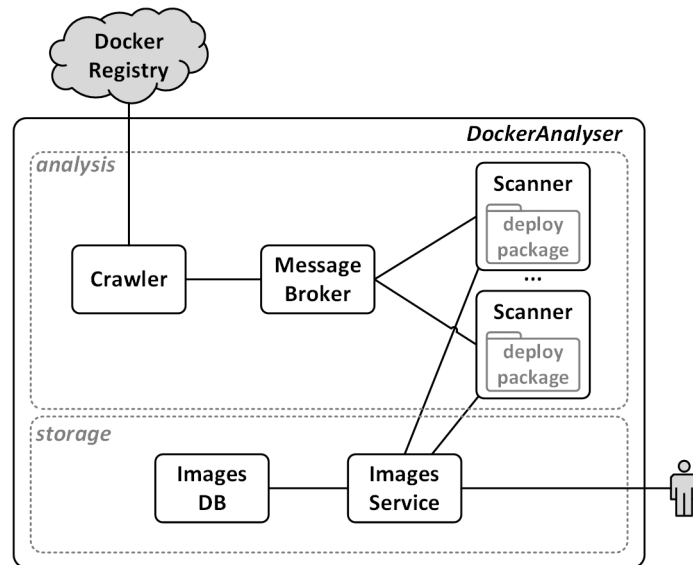 Docker
Registry
DockerAnalyser
analysis
Scanner
deploy
package
Crawler
Message
Broker
...
Scanner
deploy
package
storage
Images
DB
Images
Service